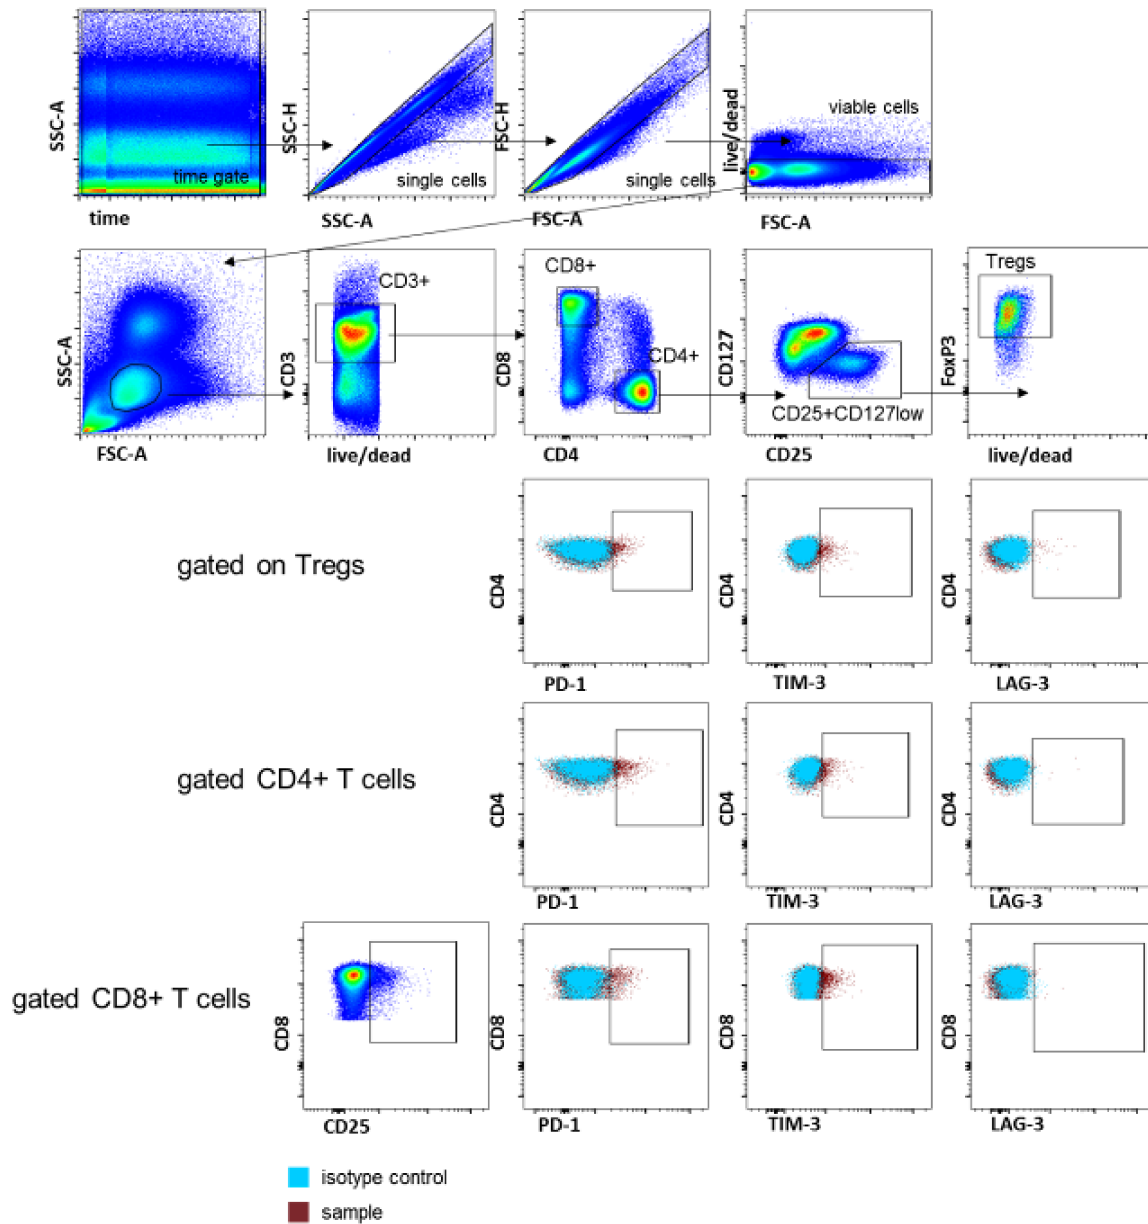 SSC-A
time gate
time
SSC-H
single cells
SSC-A
FSC-H
single cells
FSC-A
live/dead
viable cells
FSC-A
SSC-A
FSC-A
CD3
CD3+
live/dead
CD8
CD8+
CD4+
CD4
CD127
CD25+CD127low
CD25
FoxP3
Tregs
live/dead
gated on Tregs
CD4
PD-1
CD4
TIM-3
CD4
LAG-3
gated CD4+ T cells
CD4
PD-1
CD4
TIM-3
CD4
LAG-3
gated CD8+ T cells
CD8
CD25
CD8
PD-1
CD8
TIM-3
CD8
LAG-3
isotype control
sample